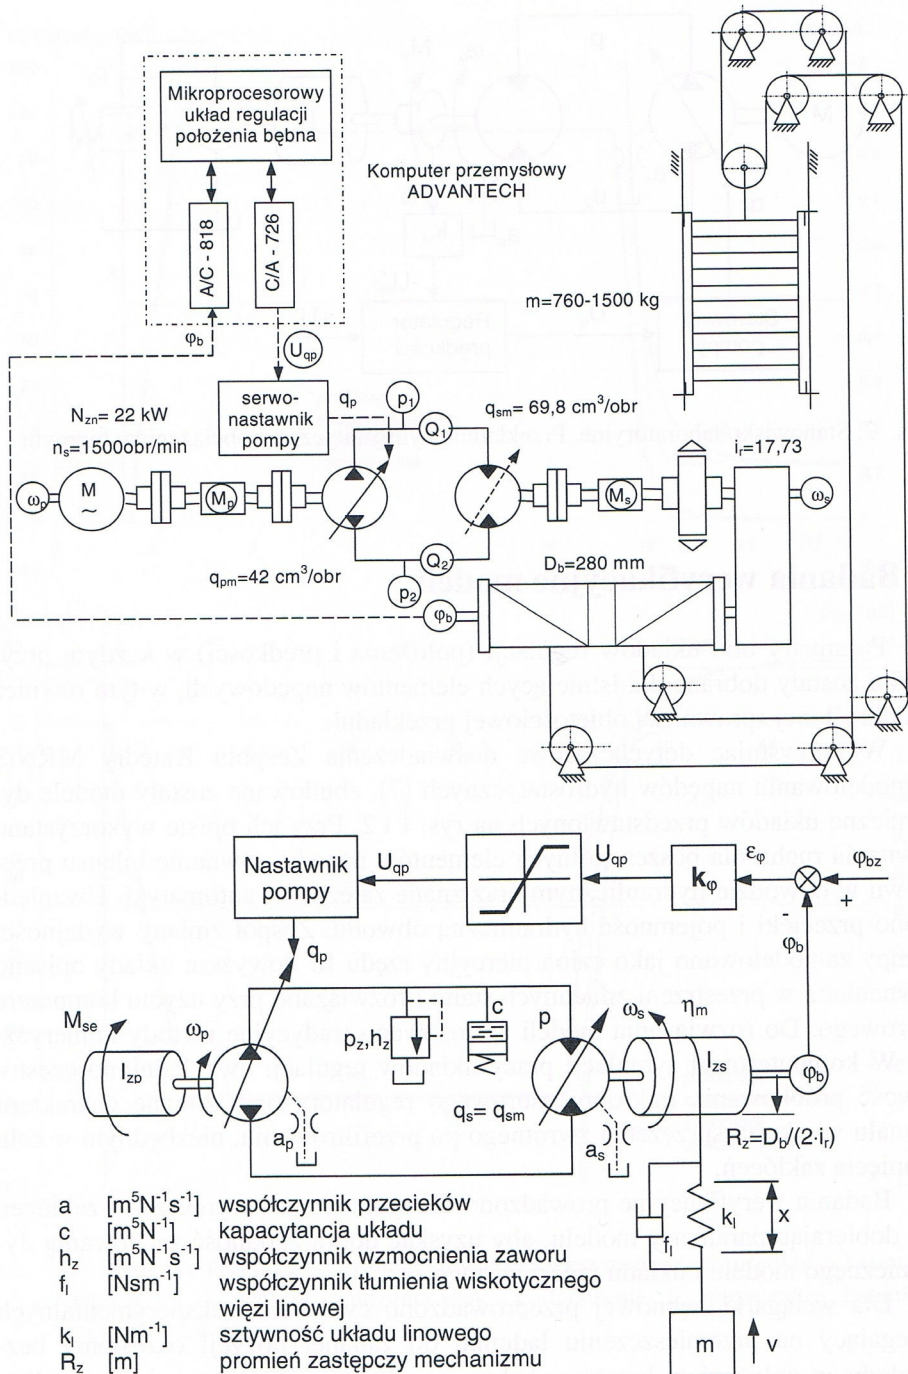 Mikroprocesorowy
układ regulacji
położenia bębna
Komputer przemysłowy
ADVANTECH
A/C - 818
C/A - 726
m=760-1500 kg
φb
Uqp
serwo-
nastawnik
pompy
qp
p1
Q1
qsm= 69,8 cm³/obr
Nzn= 22 kW
ns=1500obr/min
ir=17,73
ωp
M
~
Mp
Ms
ωs
qpm=42 cm³/obr
Q2
p2
Db=280 mm
φb
Nastawnik
pompy
Uqp
Uqp
kφ
εφ
φbz
+
-
φb
qp
Mse
ωp
Izp
pz, hz
c
p
ωs
ηm
Izs
φb
qs= qsm
ap
as
Rz=Db/(2·ir)
fl
kl
x
m
v
a [m⁵N⁻¹s⁻¹] współczynnik przecieków
c [m⁵N⁻¹] kapacytancja układu
hz [m⁵N⁻¹s⁻¹] współczynnik wzmocnienia zaworu
fl [Nsm⁻¹] współczynnik tłumienia wiskotycznego
więzi linowej
kl [Nm⁻¹] sztywność układu linowego
Rz [m] promień zastępczy mechanizmu